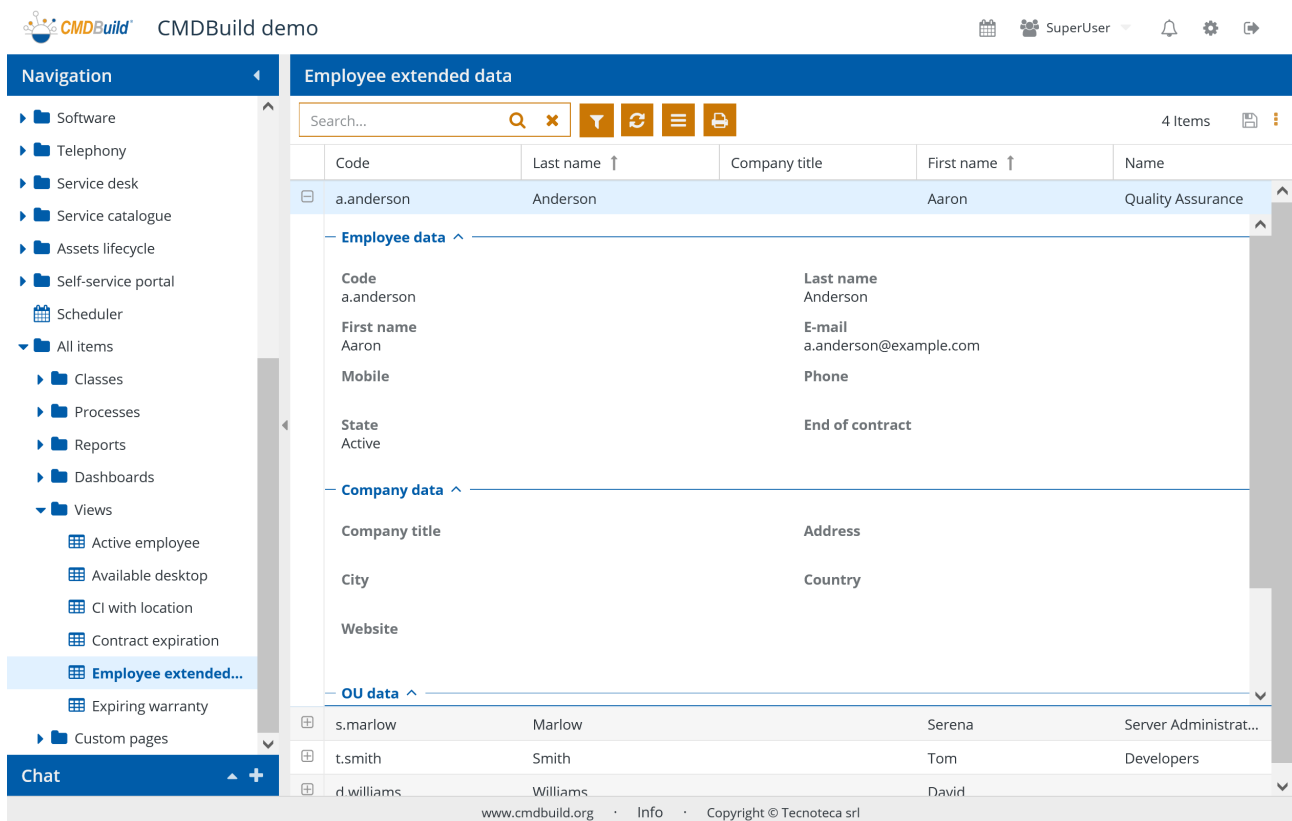 CMDBuild CMDBuild demo SuperUser
Navigation
Employee extended data
Software
Telephony
Service desk
Service catalogue
Assets lifecycle
Self-service portal
Scheduler
All items
Classes
Processes
Reports
Dashboards
Views
Active employee
Available desktop
CI with location
Contract expiration
Employee extended...
Expiring warranty
Custom pages
Chat
Search... 4 Items
Code Last name Company title First name Name
a.anderson Anderson Aaron Quality Assurance
Employee data
Code Last name
a.anderson Anderson
First name E-mail
Aaron a.anderson@example.com
Mobile Phone
State End of contract
Active
Company data
Company title Address
City Country
Website
OU data
s.marlow Marlow Serena Server Administrat...
t.smith Smith Tom Developers
d.williams Williams David
www.cmdbuild.org · Info · Copyright © Tecnoteca srl